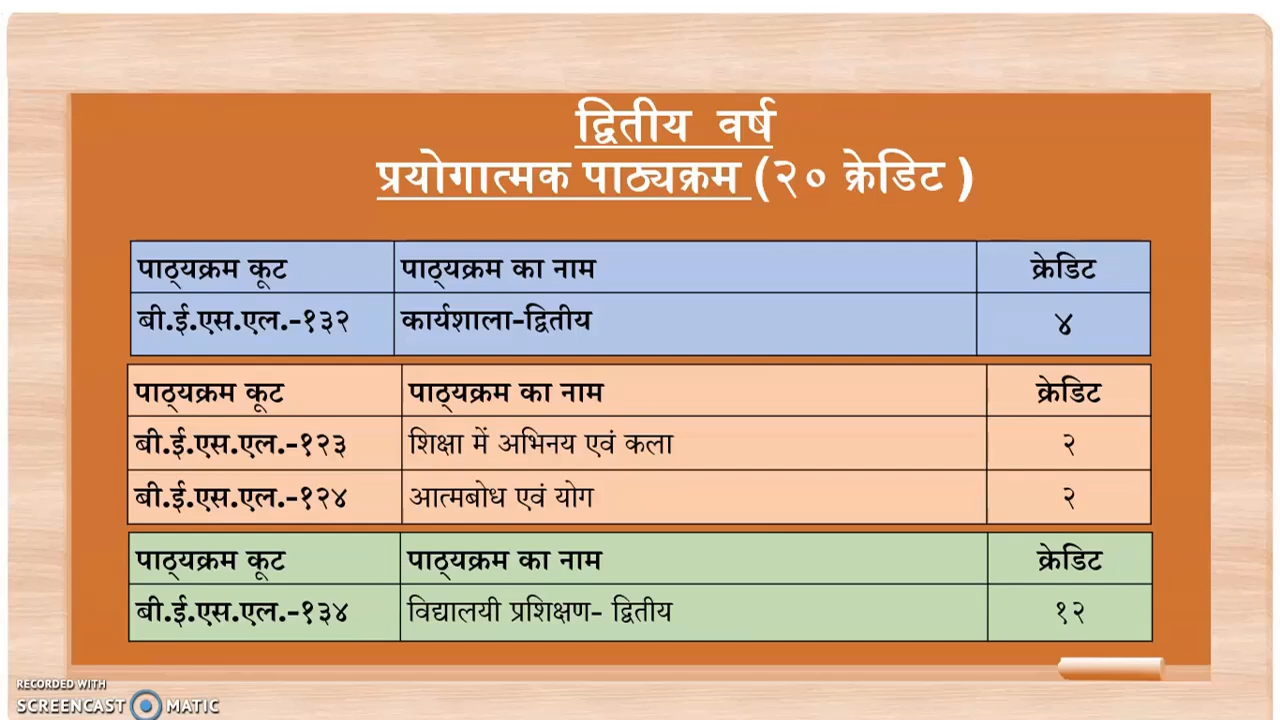 द्वितीय वर्ष
प्रयोगात्मक पाठ्यक्रम (२० क्रेडिट )
पाठ्यक्रम कूट पाठ्यक्रम का नाम क्रेडिट
बी.ई.एस.एल.-१३२ कार्यशाला-द्वितीय ४
पाठ्यक्रम कूट पाठ्यक्रम का नाम क्रेडिट
बी.ई.एस.एल.-१२३ शिक्षा में अभिनय एवं कला २
बी.ई.एस.एल.-१२४ आत्मबोध एवं योग २
पाठ्यक्रम कूट पाठ्यक्रम का नाम क्रेडिट
बी.ई.एस.एल.-१३४ विद्यालयी प्रशिक्षण- द्वितीय १२
RECORDED WITH
SCREENCAST MATIC